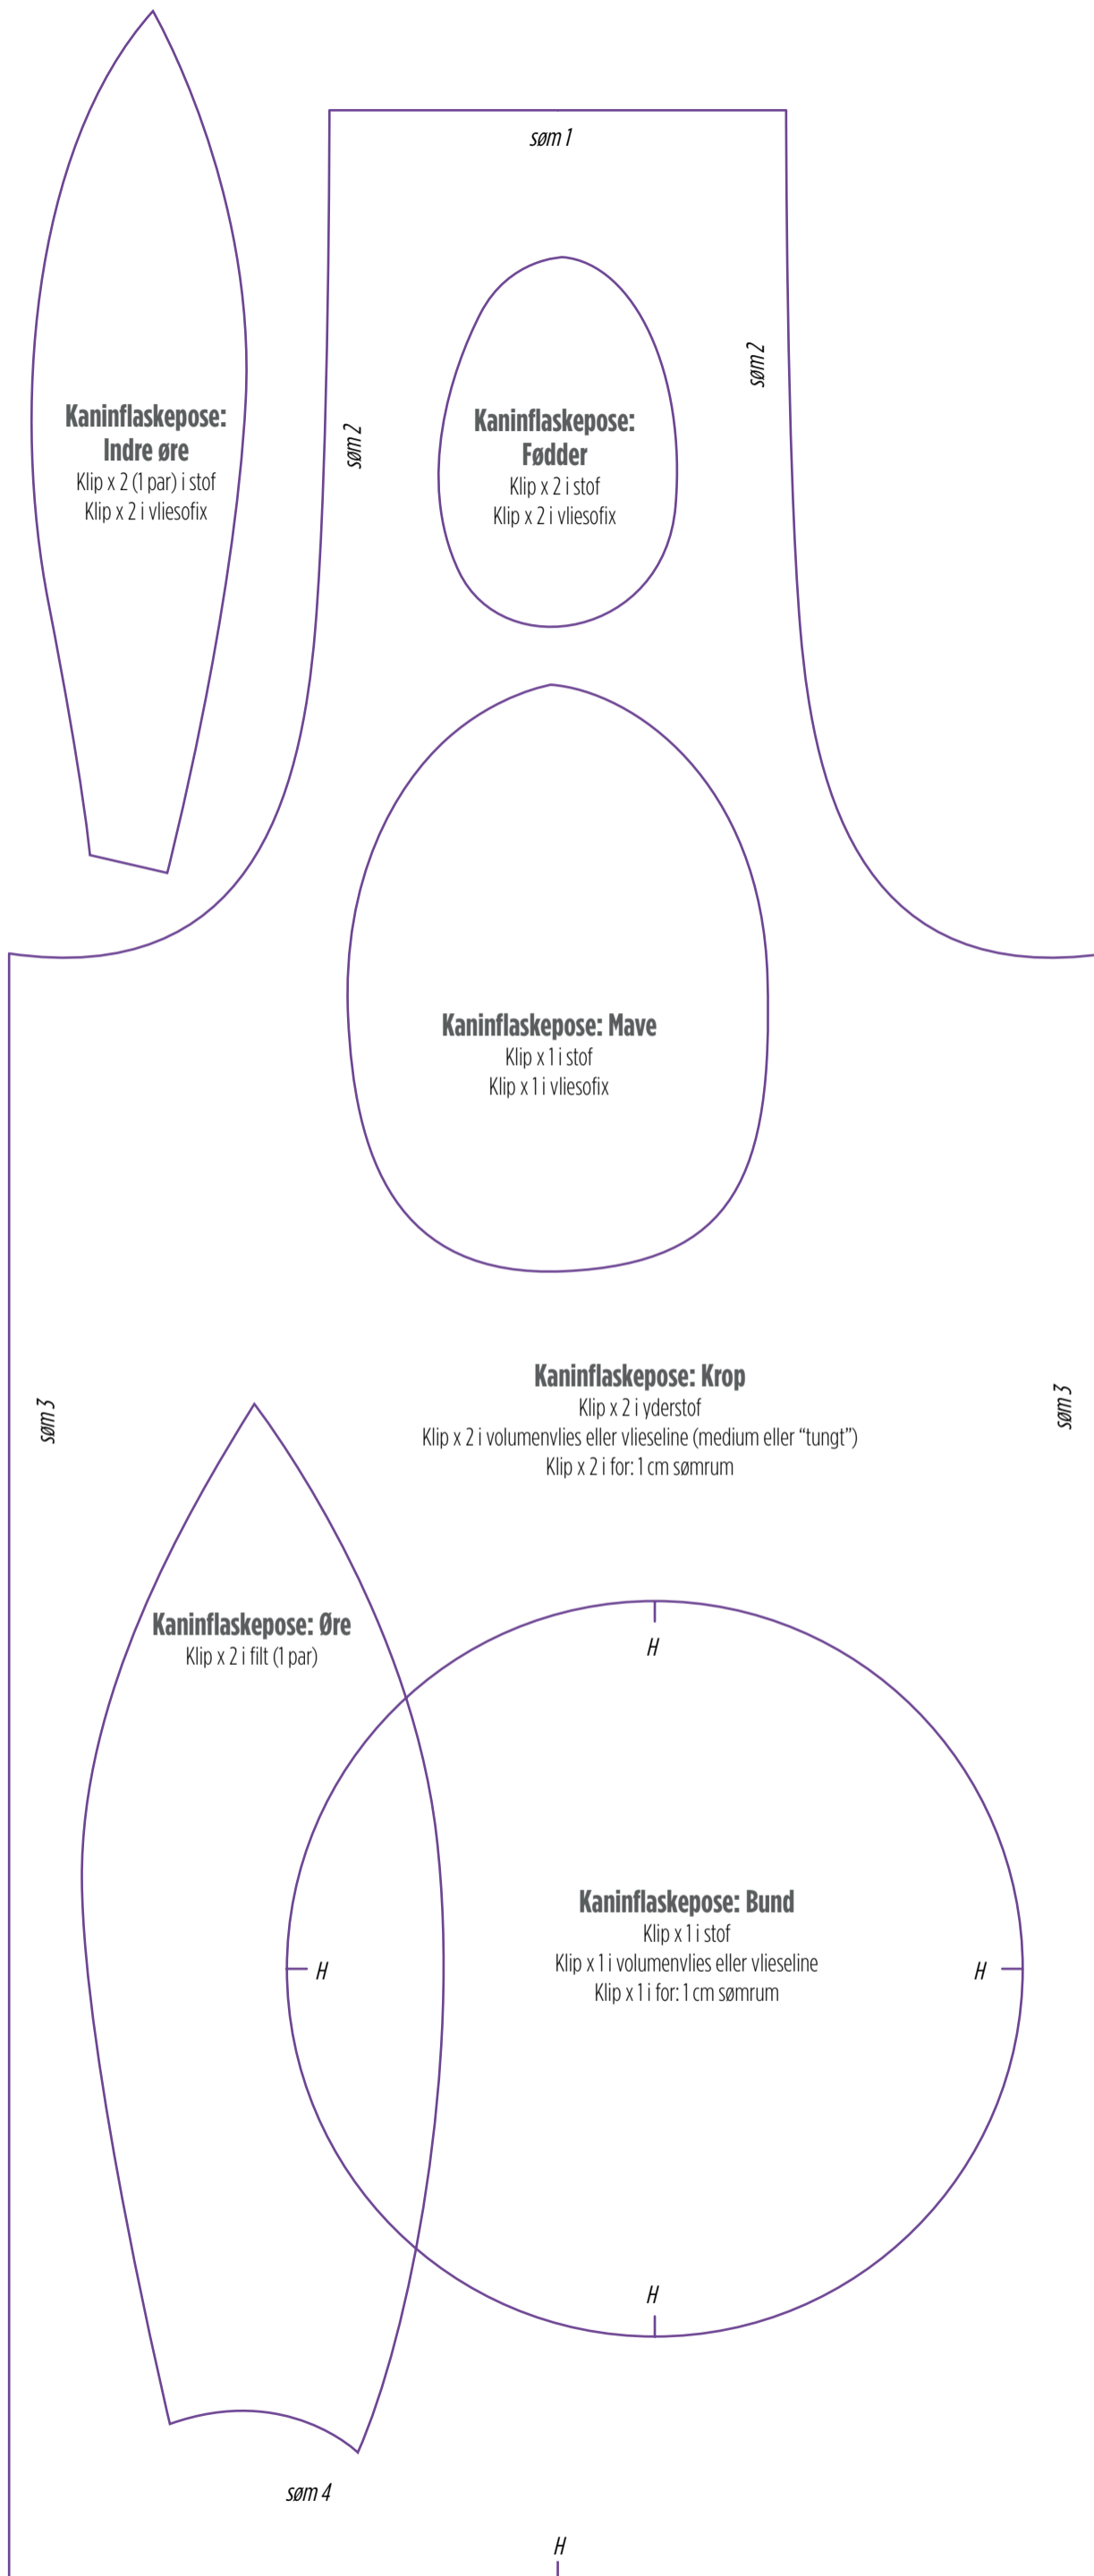 søm 1
søm 2
søm 2
Kaninflaskepose:
Indre øre
Klip x 2 (1 par) i stof
Klip x 2 i vliesofix
Kaninflaskepose:
Fødder
Klip x 2 i stof
Klip x 2 i vliesofix
Kaninflaskepose: Mave
Klip x 1 i stof
Klip x 1 i vliesofix
Kaninflaskepose: Krop
Klip x 2 i yderstof
Klip x 2 i volumenvlies eller vlieseline (medium eller “tungt”)
Klip x 2 i for: 1 cm sømrum
søm 3
søm 3
Kaninflaskepose: Øre
Klip x 2 i filt (1 par)
H
Kaninflaskepose: Bund
Klip x 1 i stof
Klip x 1 i volumenvlies eller vlieseline
Klip x 1 i for: 1 cm sømrum
H
H
H
søm 4
H